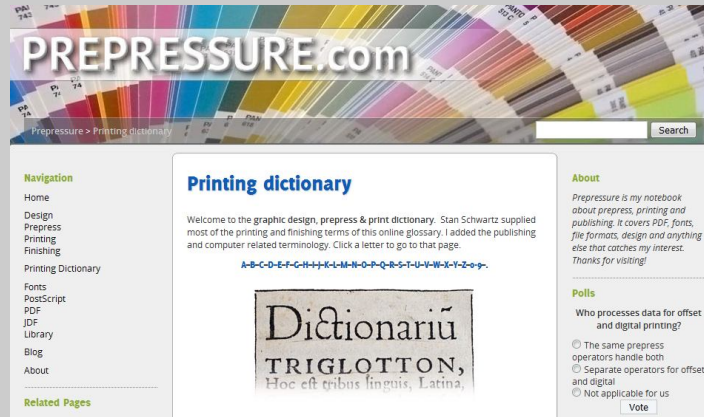 PREPRESSURE.com
Prepressure > Printing dictionary
Search
Navigation
Home
Design
Prepress
Printing
Finishing
Printing Dictionary
Fonts
PostScript
PDF
JDF
Library
Blog
About
Related Pages
Printing dictionary
Welcome to the graphic design, prepress & print dictionary. Stan Schwartz supplied
most of the printing and finishing terms of this online glossary. I added the publishing
and computer related terminology. Click a letter to go to that page.
A-B-C-D-E-F-G-H-I-J-K-L-M-N-O-P-Q-R-S-T-U-V-W-X-Y-Z-0-9-.
Dictionariũ
TRIGLOTTON,
Hoc eſt tribus linguis, Latina,
About
Prepressure is my notebook
about prepress, printing and
publishing. It covers PDF, fonts,
file formats, design and anything
else that catches my interest.
Thanks for visiting!
Polls
Who processes data for offset
and digital printing?
The same prepress
operators handle both
Separate operators for offset
and digital
Not applicable for us
Vote